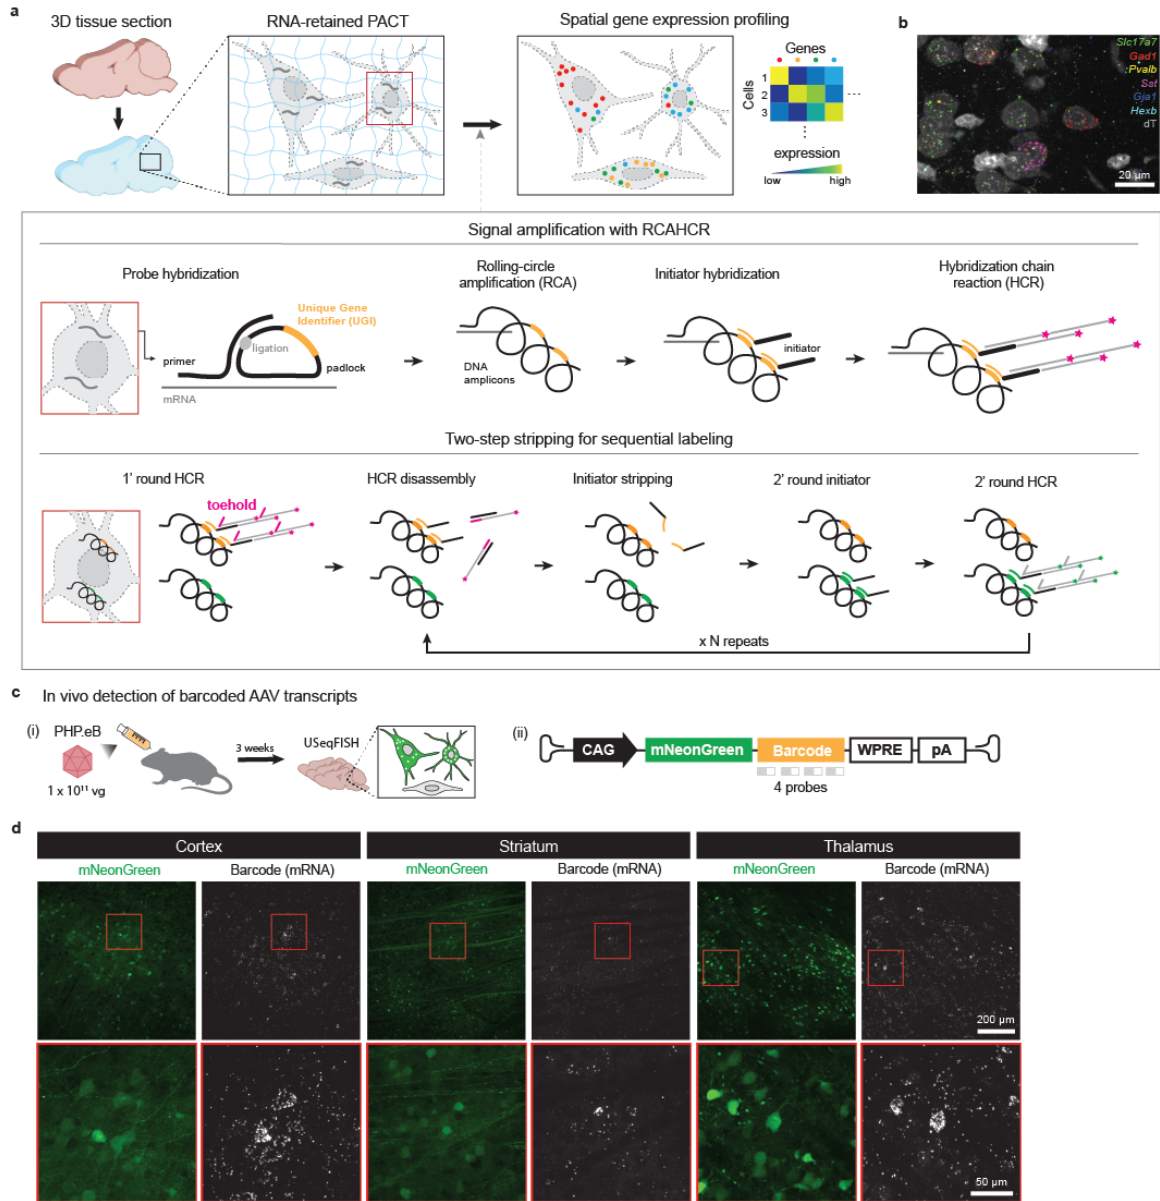 a
3D tissue section
RNA-retained PACT
Spatial gene expression profiling
Genes
Cells
1
2
3
expression
low
high
b
Slc17a7
Gad1
Pvalb
Sst
Gja1
Hexb
dT
20 µm
Signal amplification with RCAHCR
Probe hybridization
Rolling-circle
amplification (RCA)
Initiator hybridization
Hybridization chain
reaction (HCR)
Unique Gene
Identifier (UGI)
ligation
primer
padlock
mRNA
DNA
amplicons
initiator
Two-step stripping for sequential labeling
1' round HCR
HCR disassembly
Initiator stripping
2' round initiator
2' round HCR
toehold
x N repeats
c
In vivo detection of barcoded AAV transcripts
(i)
PHP.eB
1 x 10¹¹ vg
3 weeks
USeqFISH
(ii)
CAG
mNeonGreen
Barcode
WPRE
pA
4 probes
d
Cortex
Striatum
Thalamus
mNeonGreen
Barcode (mRNA)
mNeonGreen
Barcode (mRNA)
mNeonGreen
Barcode (mRNA)
200 µm
50 µm